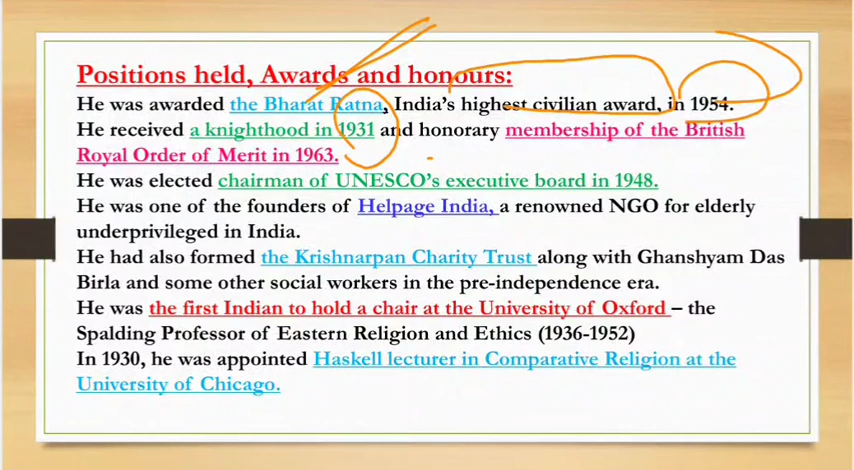 Positions held, Awards and honours:
He was awarded the Bharat Ratna, India's highest civilian award, in 1954.
He received a knighthood in 1931 and honorary membership of the British
Royal Order of Merit in 1963.
He was elected chairman of UNESCO's executive board in 1948.
He was one of the founders of Helpage India, a renowned NGO for elderly
underprivileged in India.
He had also formed the Krishnarpan Charity Trust along with Ghanshyam Das
Birla and some other social workers in the pre-independence era.
He was the first Indian to hold a chair at the University of Oxford – the
Spalding Professor of Eastern Religion and Ethics (1936-1952)
In 1930, he was appointed Haskell lecturer in Comparative Religion at the
University of Chicago.